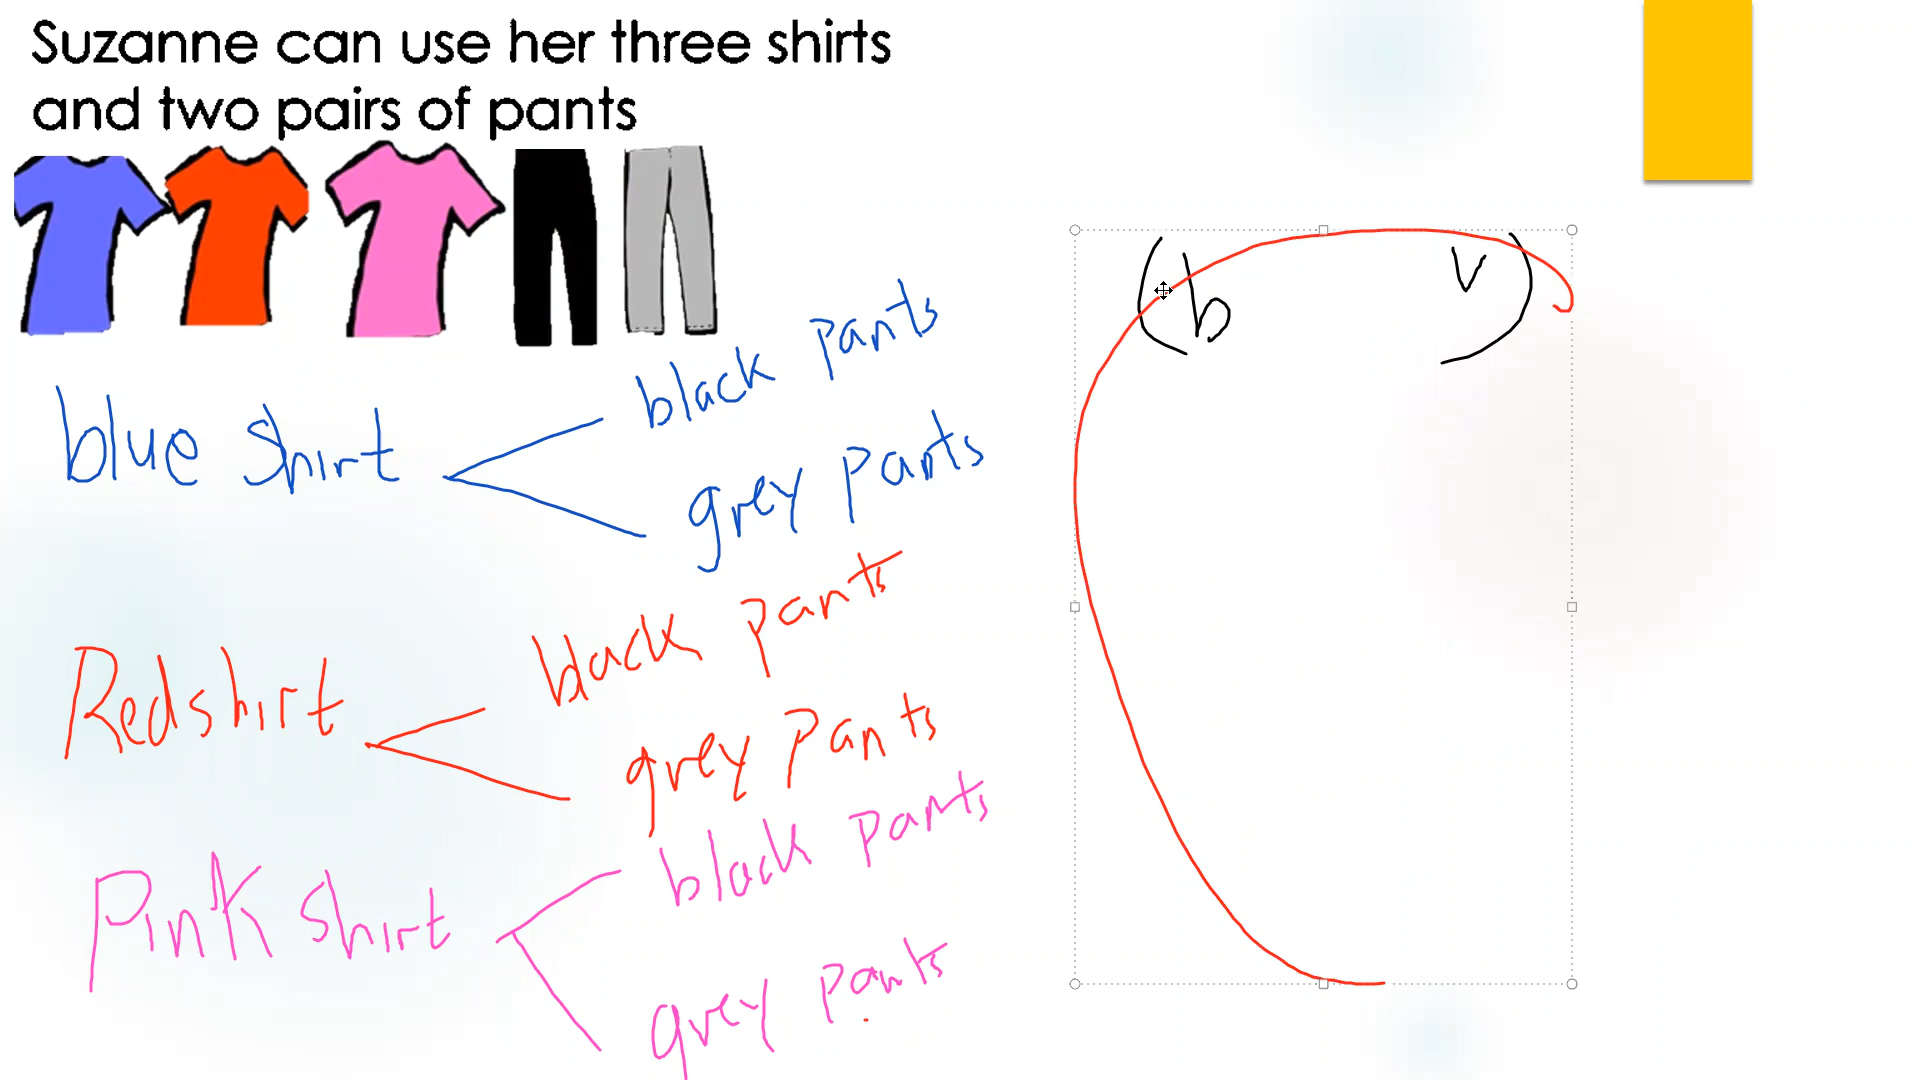 Suzanne can use her three shirts
and two pairs of pants
blue shirt
black pants
grey pants
Redshirt
black pants
grey pants
Pink shirt
black pants
grey pants
(b v)